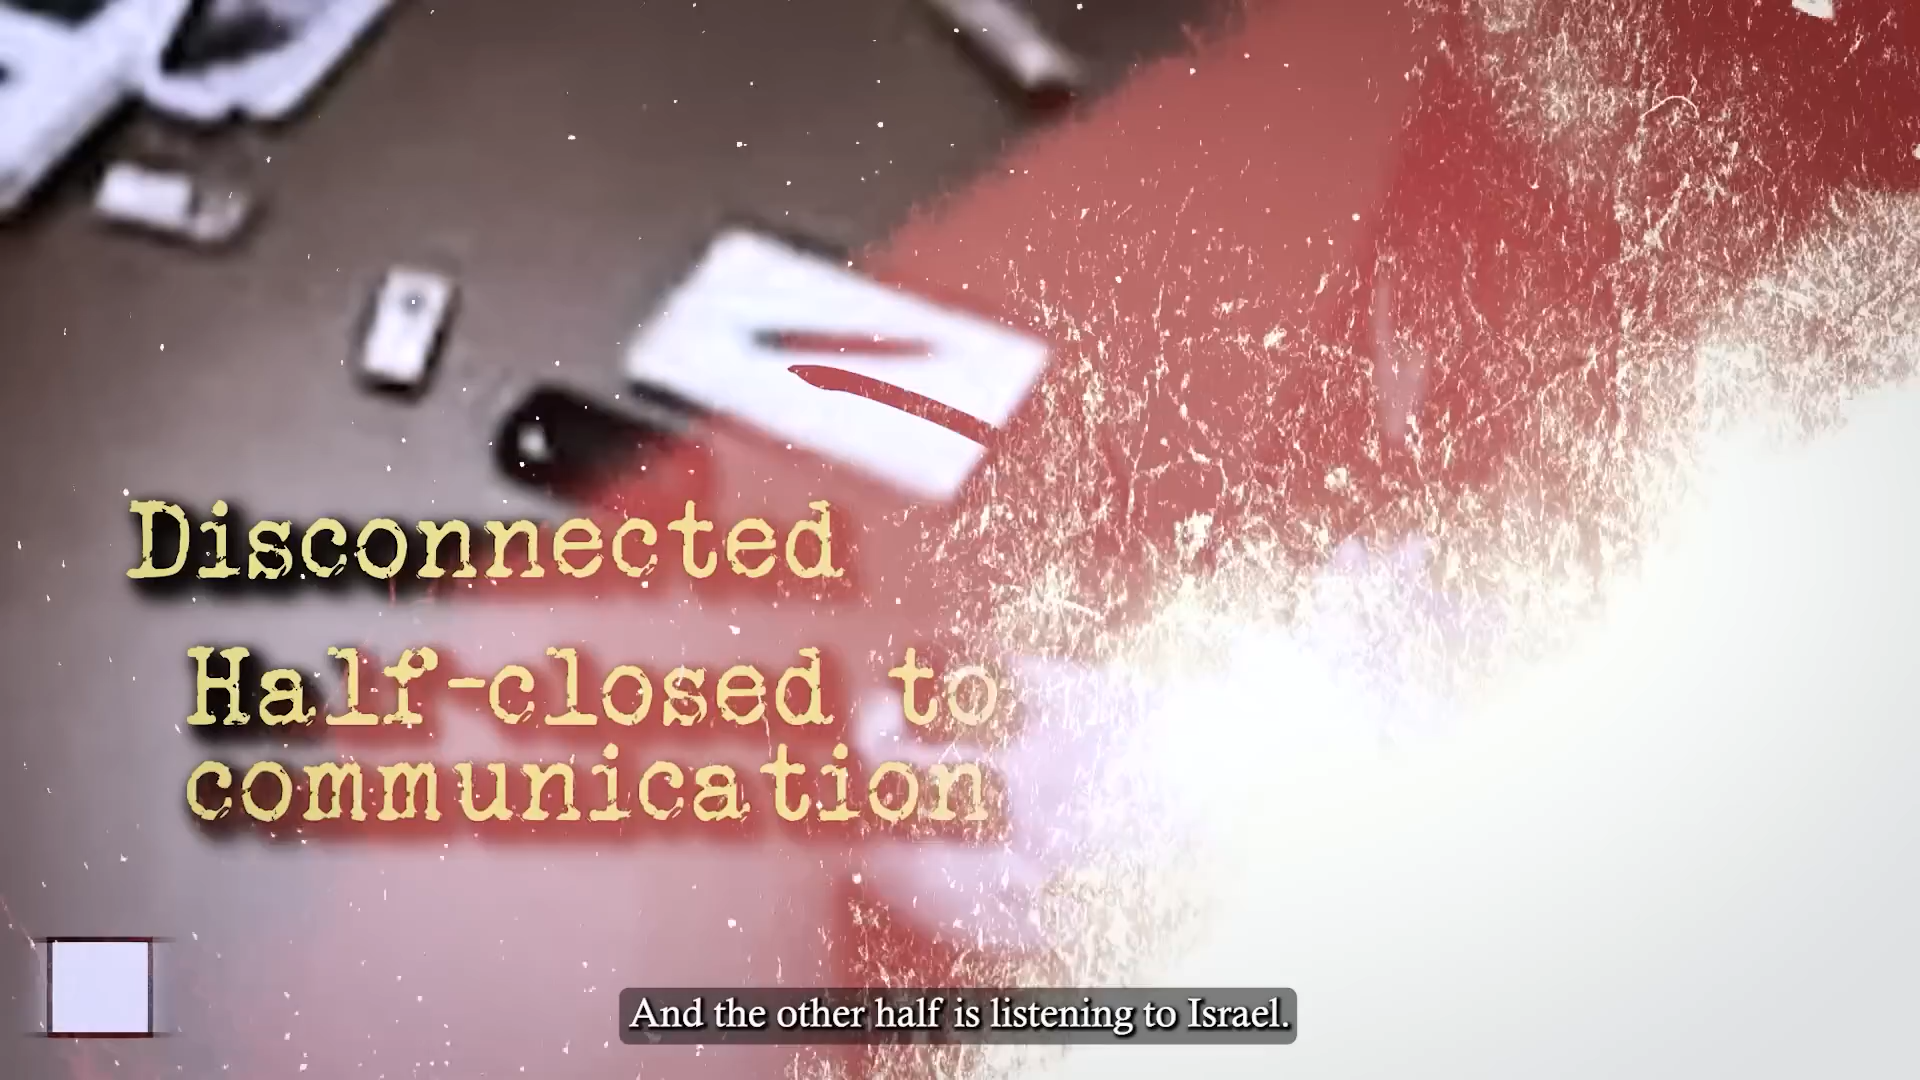 Disconnected
Half-closed to
communication
And the other half is listening to Israel.